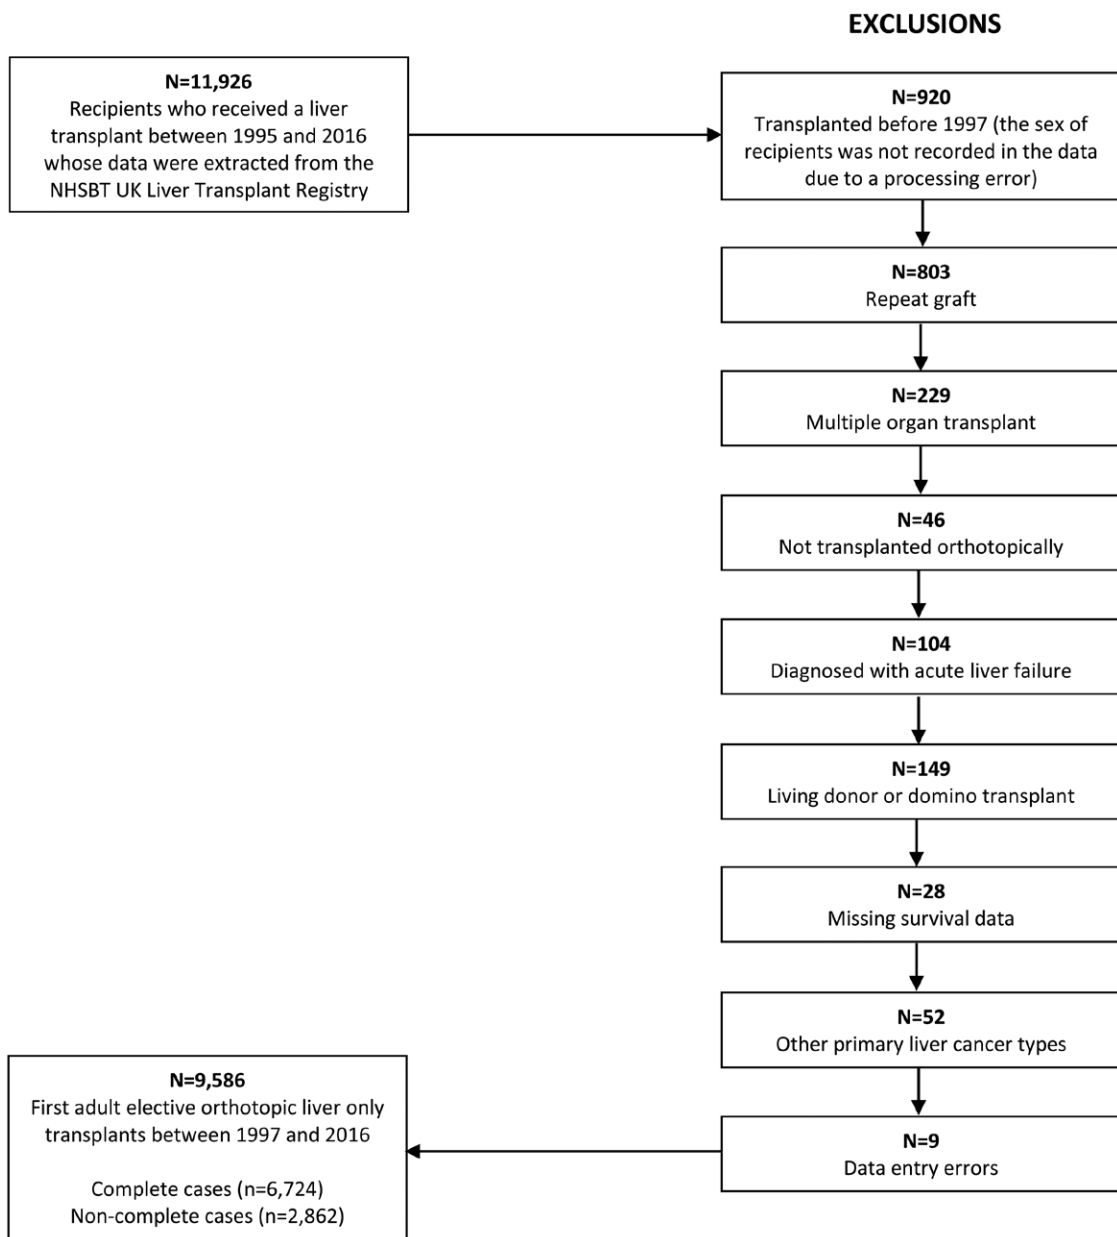 EXCLUSIONS
N=11,926
Recipients who received a liver
transplant between 1995 and 2016
whose data were extracted from the
NHSBT UK Liver Transplant Registry
N=920
Transplanted before 1997 (the sex of
recipients was not recorded in the data
due to a processing error)
N=803
Repeat graft
N=229
Multiple organ transplant
N=46
Not transplanted orthotopically
N=104
Diagnosed with acute liver failure
N=149
Living donor or domino transplant
N=28
Missing survival data
N=52
Other primary liver cancer types
N=9
Data entry errors
N=9,586
First adult elective orthotopic liver only
transplants between 1997 and 2016
Complete cases (n=6,724)
Non-complete cases (n=2,862)